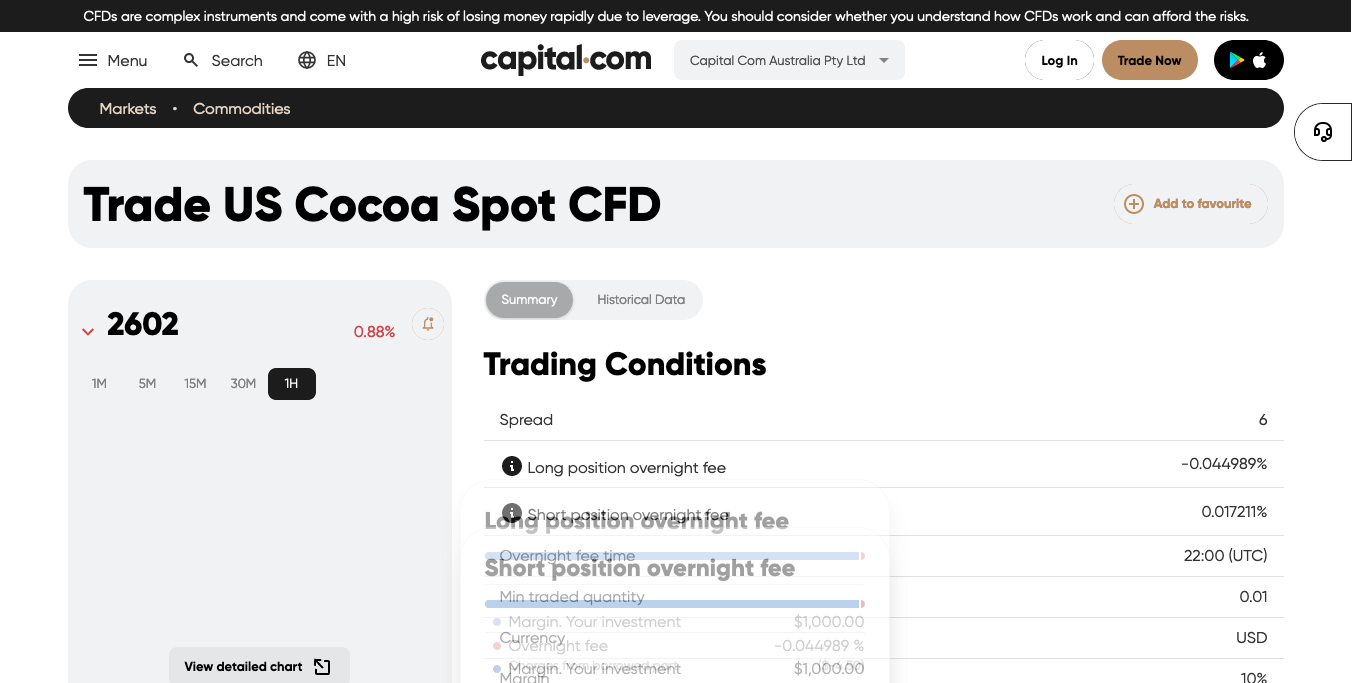 CFDs are complex instruments and come with a high risk of losing money rapidly due to leverage. You should consider whether you understand how CFDs work and can afford the risks.
Menu Search EN capital.com Capital Com Australia Pty Ltd Log In Trade Now
Markets • Commodities
Trade US Cocoa Spot CFD
Add to favourite
2602 0.88%
1M 5M 15M 30M 1H
View detailed chart
Summary Historical Data
Trading Conditions
Spread 6
Long position overnight fee -0.044989%
Short position overnight fee 0.017211%
Long position overnight fee
Overnight fee time 22:00 (UTC)
Short position overnight fee
Min traded quantity 0.01
Margin. Your investment $1,000.00
Currency USD
Overnight fee -0.044989 %
Margin. Your investment $1,000.00
Margin 10%